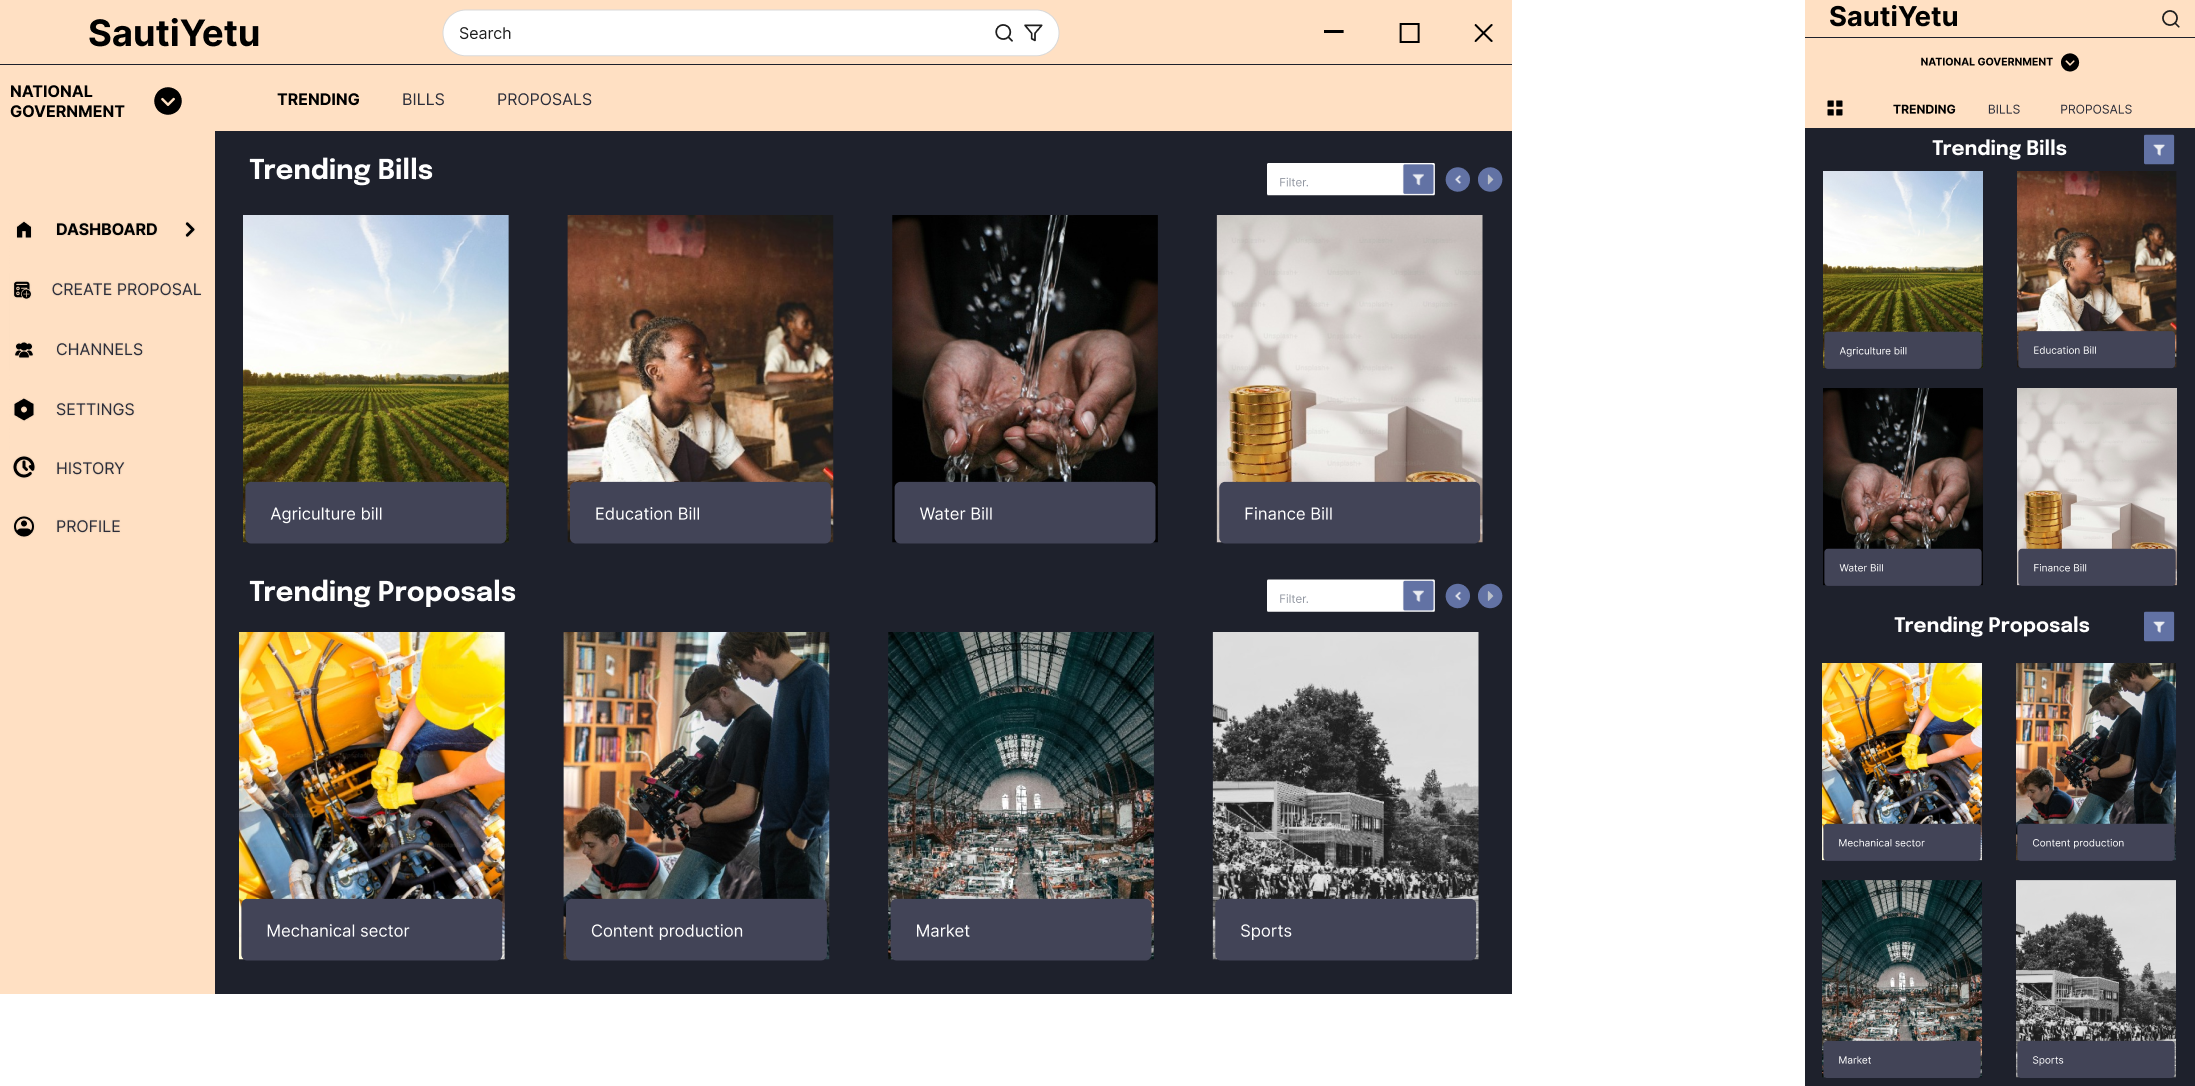 SautiYetu
Search
NATIONAL
GOVERNMENT
TRENDING BILLS PROPOSALS
DASHBOARD
CREATE PROPOSAL
CHANNELS
SETTINGS
HISTORY
PROFILE
Trending Bills
Filter.
Agriculture bill
Education Bill
Water Bill
Finance Bill
Trending Proposals
Filter.
Mechanical sector
Content production
Market
Sports
SautiYetu
NATIONAL GOVERNMENT
TRENDING BILLS PROPOSALS
Trending Bills
Agriculture bill
Education Bill
Water Bill
Finance Bill
Trending Proposals
Mechanical sector
Content production
Market
Sports